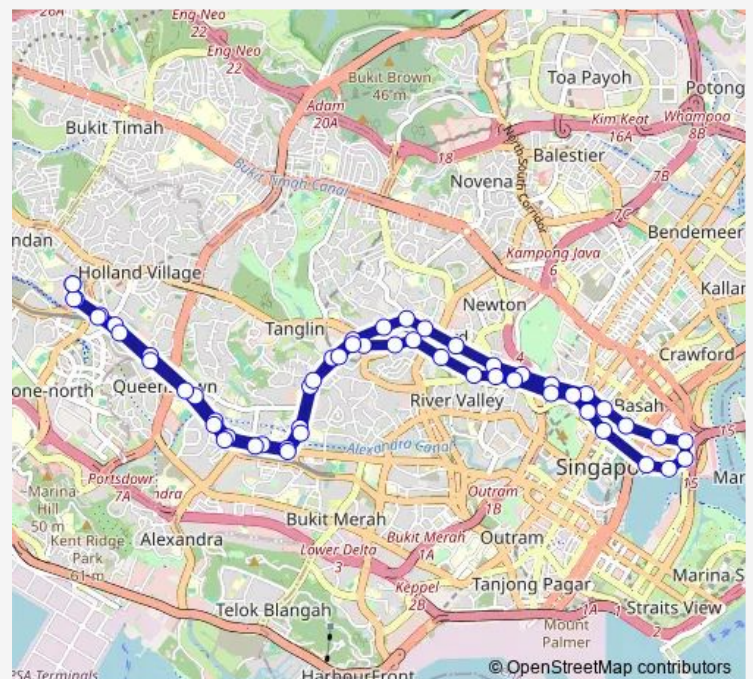 Eng-Neo
22
Eng-Neo
22
Bukit Brown
46 m
Toa Payoh
Potong
Adam
20A
Kim Keat
16A
Whampoa
8B
Bukit Timah
18
North-South Corridor
Balestier
Bukit Timah Canal
Novena
7B
7C
Bendemeer
ndan
Kampong Java
6
Holland Village
Kallar
Newton
Tanglin
4
Crawford
one-north
River Valley
Basah
15
Alexandra Canal
Singapo
15
Mar
Portsdowr
7A
Outram
1B
Marina
Hill
50 m
Kent Ridge
Park
61 m
Bukit Merah
Alexandra
Lower Delta
3
Bukit Merah
1A
Outram
Keppel
2B
Tanjong Pagar
Marina S
Telok Blangah
1A
1
Straits View
2
Mount
Palmer
PSA Terminals
HarbourFront
© OpenStreetMap contributors